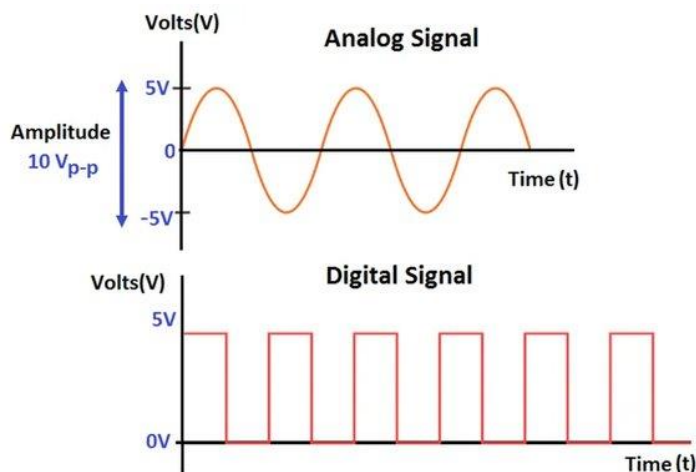 Volts(V)
Analog Signal
5V
Amplitude
10 Vp-p
0
Time (t)
-5V
Digital Signal
Volts(V)
5V
0V
Time (t)